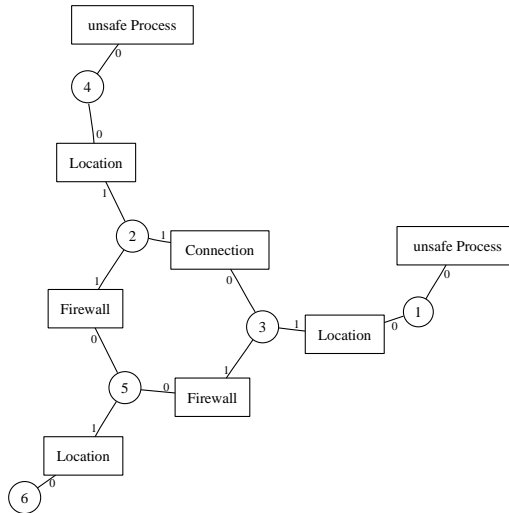 unsafe Process
0
4
0
Location
1
2
1
Connection
unsafe Process
1
0
0
Firewall
1
3
1
Location
0
0
1
5
0
Firewall
1
Location
0
6